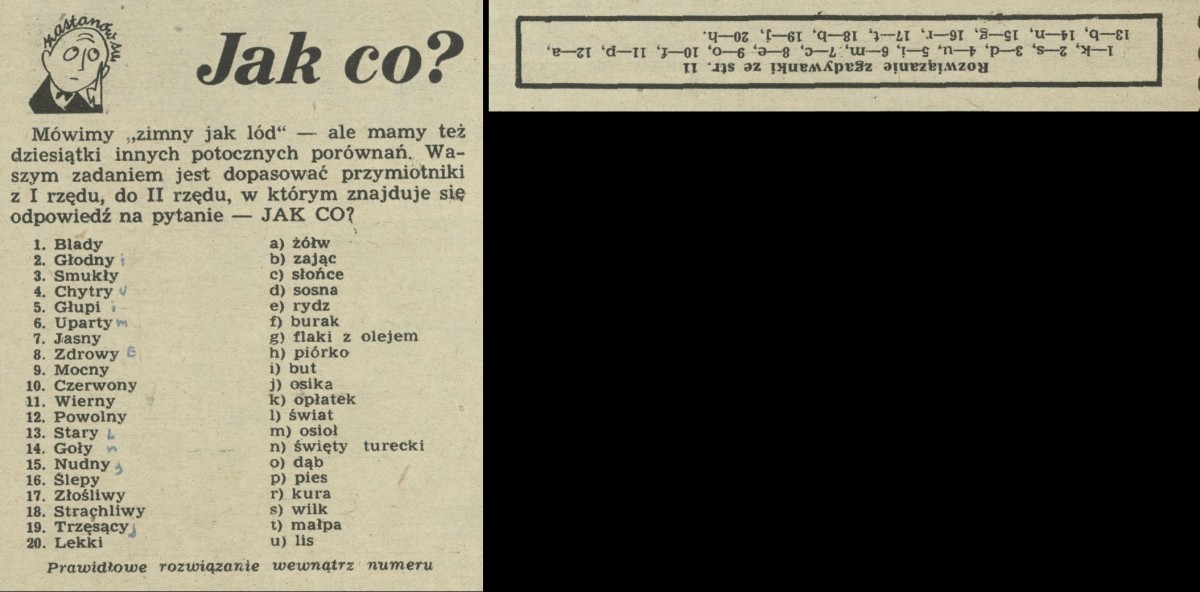 zastanów się
Jak co?
Mówimy „zimny jak lód" — ale mamy też
dziesiątki innych potocznych porównań. Wa-
szym zadaniem jest dopasować przymiotniki
z I rzędu, do II rzędu, w którym znajduje się
odpowiedź na pytanie — JAK CO?
1. Blady
2. Głodny i
3. Smukły
4. Chytry u
5. Głupi i
6. Uparty m
7. Jasny
8. Zdrowy E
9. Mocny
10. Czerwony
11. Wierny
12. Powolny
13. Stary L
14. Goły n
15. Nudny g
16. Ślepy
17. Złośliwy
18. Strachliwy
19. Trzęsący j
20. Lekki
a) żółw
b) zając
c) słońce
d) sosna
e) rydz
f) burak
g) flaki z olejem
h) piórko
i) but
j) osika
k) opłatek
l) świat
m) osioł
n) święty turecki
o) dąb
p) pies
r) kura
s) wilk
t) małpa
u) lis
Prawidłowe rozwiązanie wewnątrz numeru
Rozwiązanie zgadywanki ze str. 11
1—k, 2—s, 3—d, 4—u, 5—i, 6—m, 7—c, 8—e, 9—o, 10—f, 11—p, 12—a,
13—b, 14—n, 15—g, 16—r, 17—t, 18—b, 19—j, 20—h.